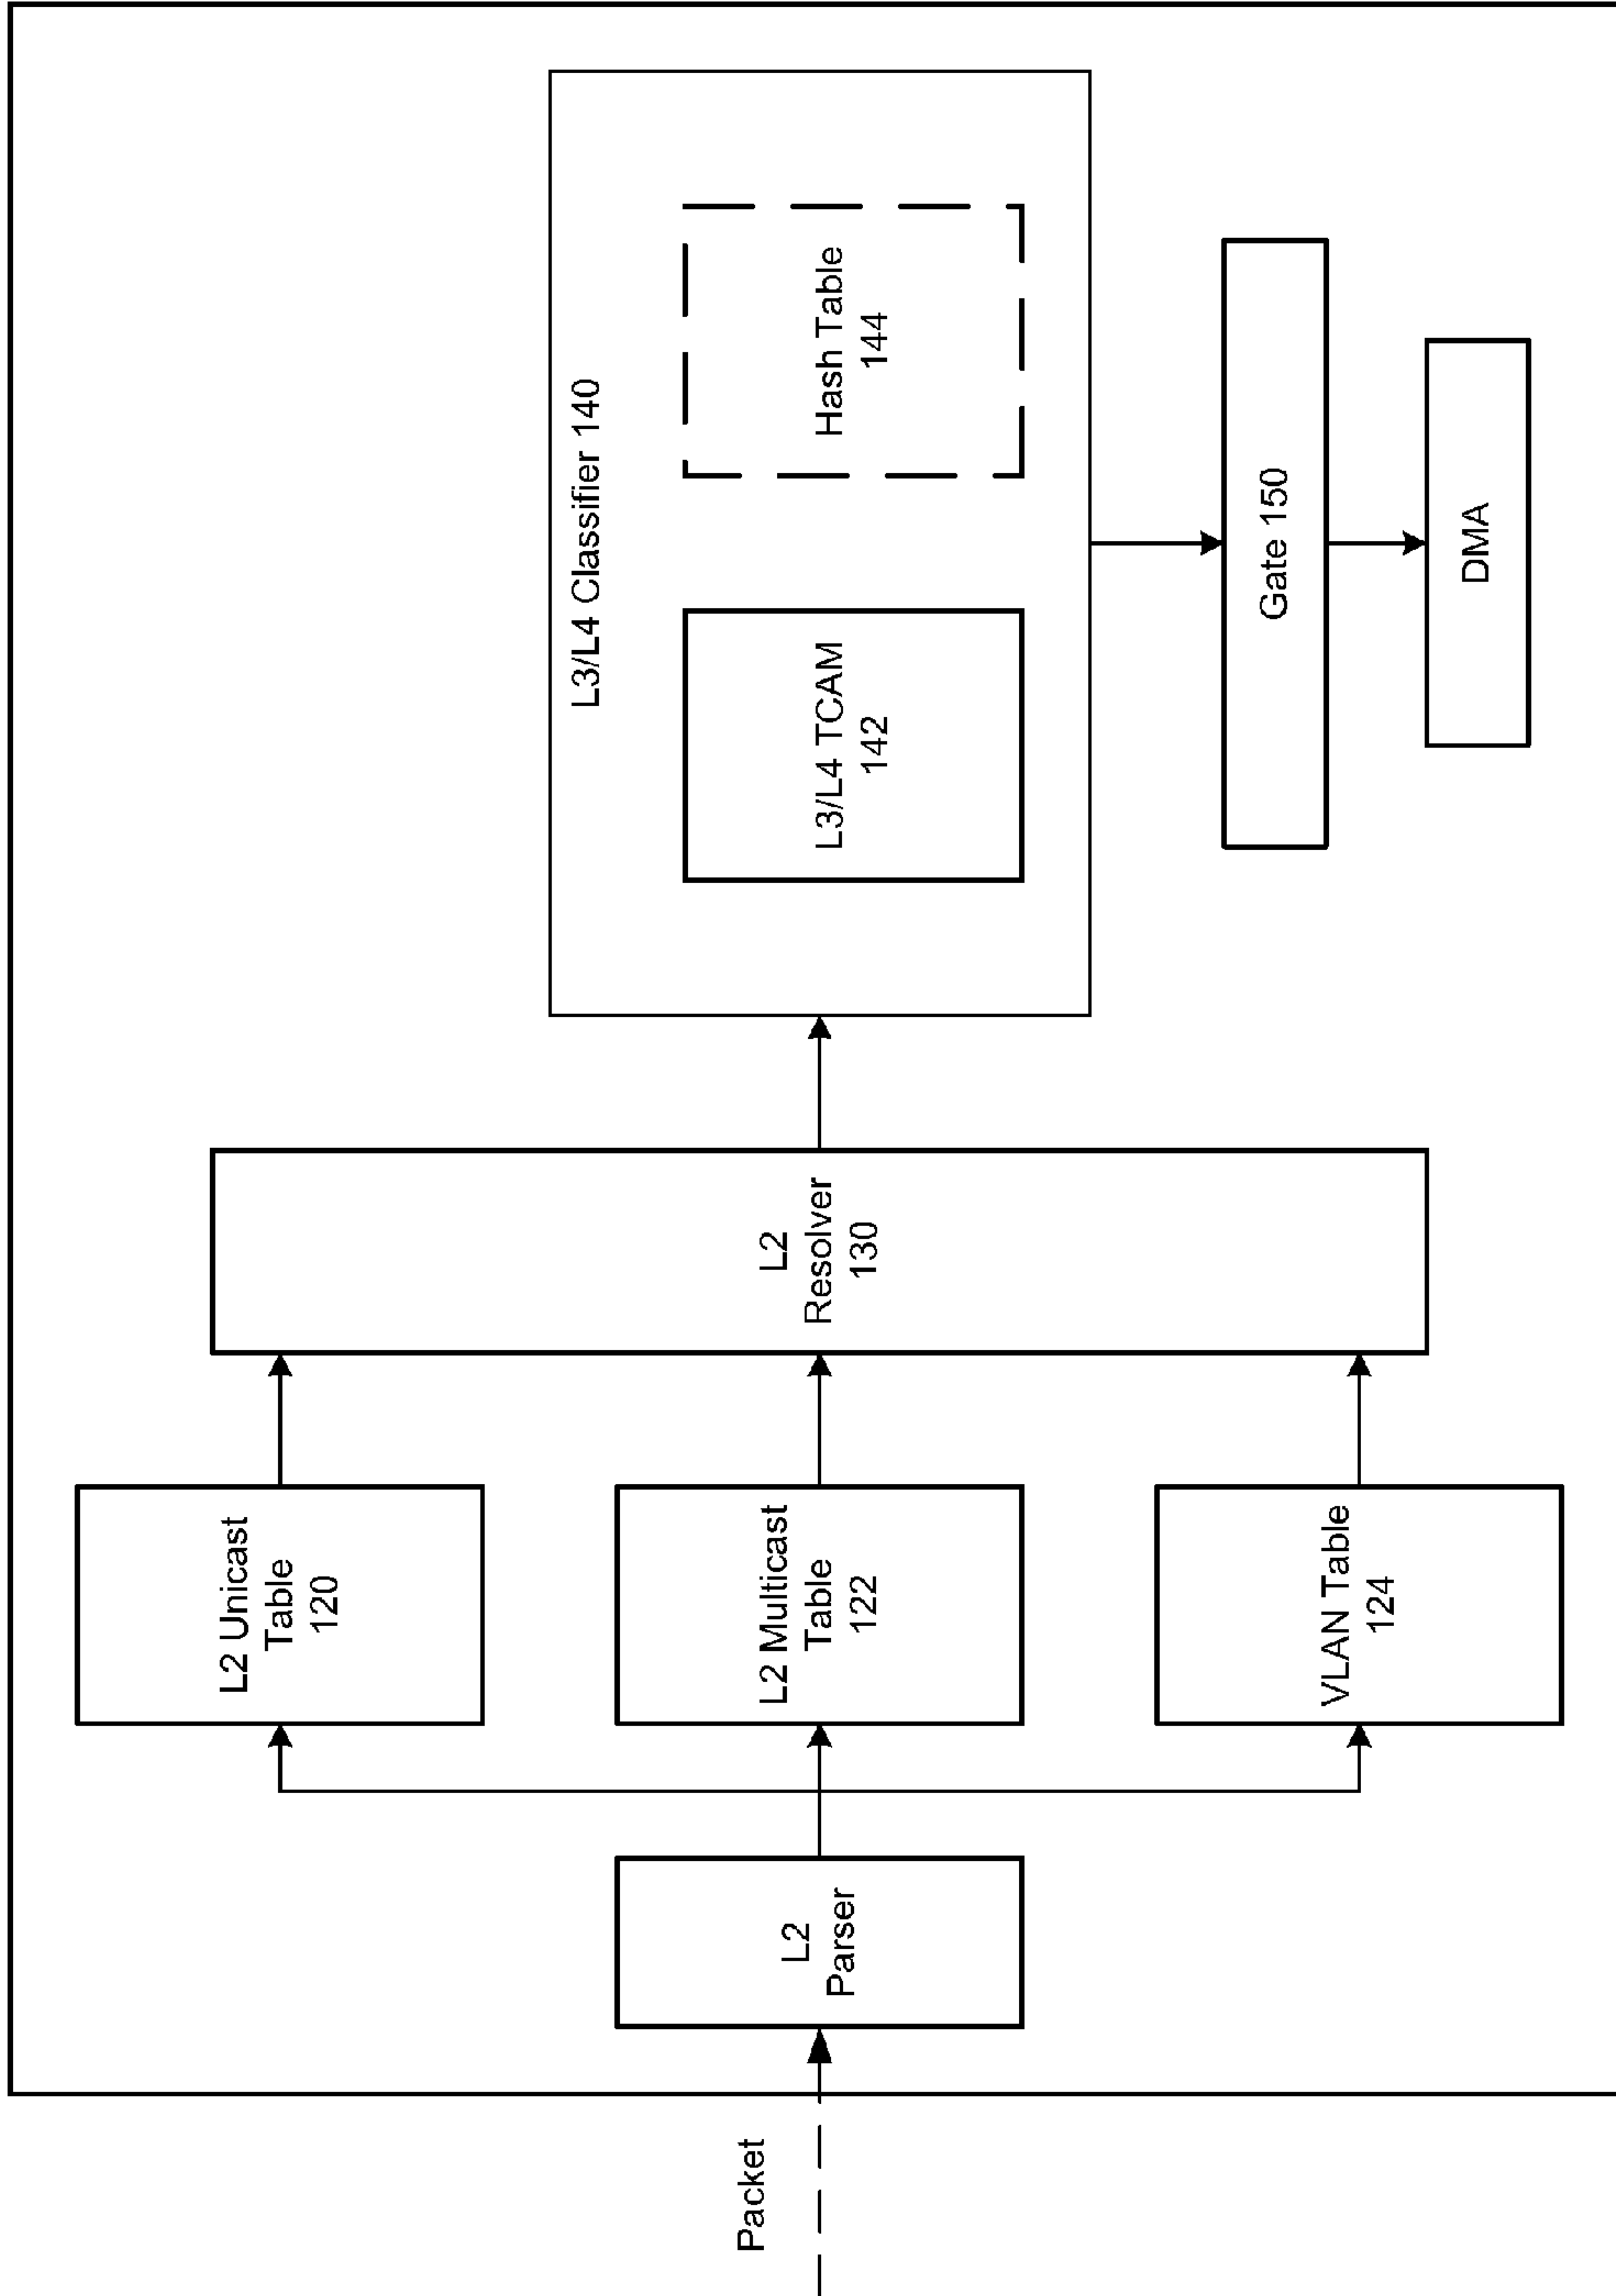 Packet
L2
Parser
L2 Unicast
Table
120
L2 Multicast
Table
122
VLAN Table
124
L2
Resolver
130
L3/L4 Classifier 140
L3/L4 TCAM
142
Hash Table
144
Gate 150
DMA